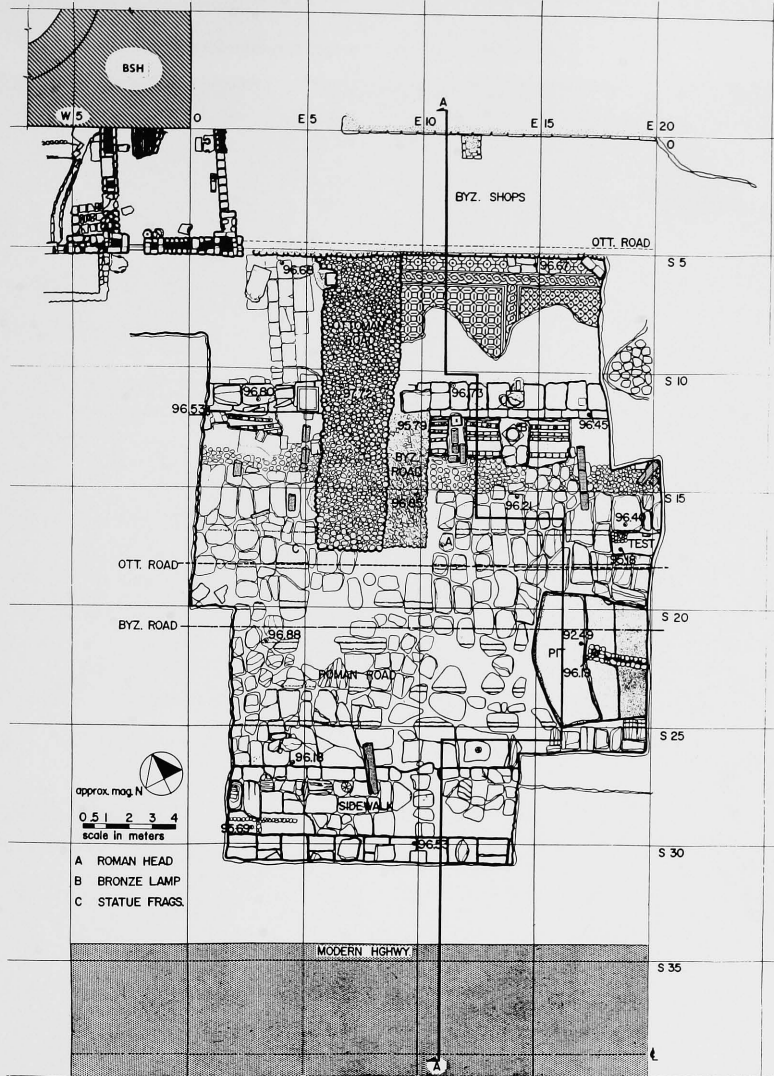 BSH
W 5
0
E 5
A
E 10
E 15
E 20
0
BYZ. SHOPS
OTT. ROAD
S 5
96.68
96.67
OTTOMAN
ROAD
S 10
96.80
97.72
96.73
96.53
95.79
B
96.45
BYZ.
ROAD
S 15
96.85
96.21
96.40
C
A
TEST
95.18
OTT. ROAD
S 20
BYZ. ROAD
96.88
92.49
PIT
96.19
ROMAN ROAD
S 25
96.18
approx. mag. N
0 .5 1 2 3 4
scale in meters
SIDEWALK
95.69
96.53
S 30
A ROMAN HEAD
B BRONZE LAMP
C STATUE FRAGS.
MODERN HGHWY.
S 35
A